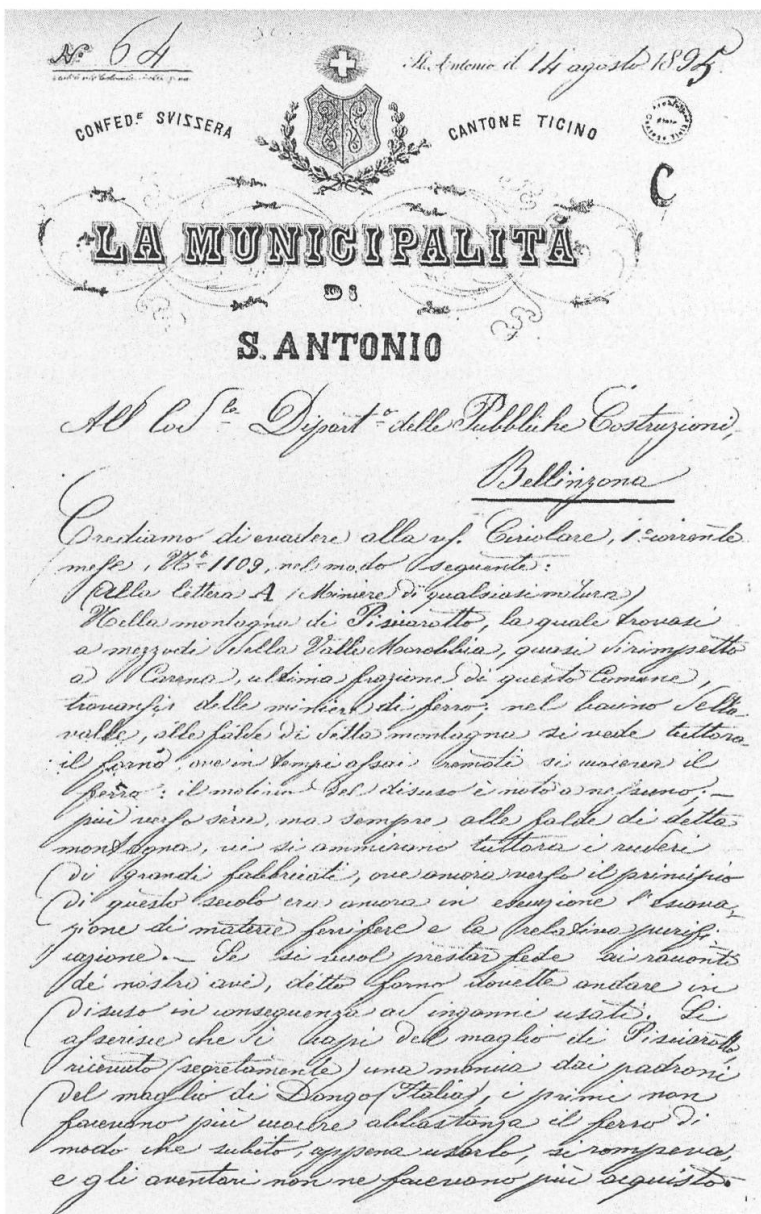 No. 64
St. Antonio il 14 agosto 1895
CONFED.e SVIZZERA
CANTONE TICINO
C
LA MUNICIPALITÀ
DI
S. ANTONIO
All Lod. Dipart.o delle Pubbliche Costruzioni,
Bellinzona
Crediamo di evadere alla vs. Circolare, 1° corrente
mese, No. 1109, nel modo seguente:
Alla lettera A (Miniere di qualsiasi natura)
Nella montagna di Pisciarotto, la quale trovasi
a mezzodì della Valle Morobbia, quasi dirimpetto
a Carena, ultima frazione di questo Comune,
trovansi delle miniere di ferro; nel bacino della
valle, alle falde di detta montagna si vede tuttora
il forno ove in tempi assai remoti si cuoceva il
ferro: il motivo del disuso è noto a nessuno; —
più verso sera, ma sempre alle falde di detta
montagna, vi si ammirano tuttora i ruderi
di grandi fabbricati, ove ancora verso il principio
di questo secolo era ancora in esecuzione l'escava-
zione di materie ferrifere e la relativa purifi-
cazione. — Se si vuol prestar fede ai racconti
de' nostri avi, detto forno dovette andare in
disuso in conseguenza ad inganni usati. Si
asserisce che i capi del maglio di Pisciarotto,
ricevuto (segretamente) una mancia dai padroni
del maglio di Dongo (Italia), i primi non
facevano più cuocere abbastanza il ferro di
modo che subito, appena usarlo, si rompeva,
e gli aventari non ne facevano più acquisto.